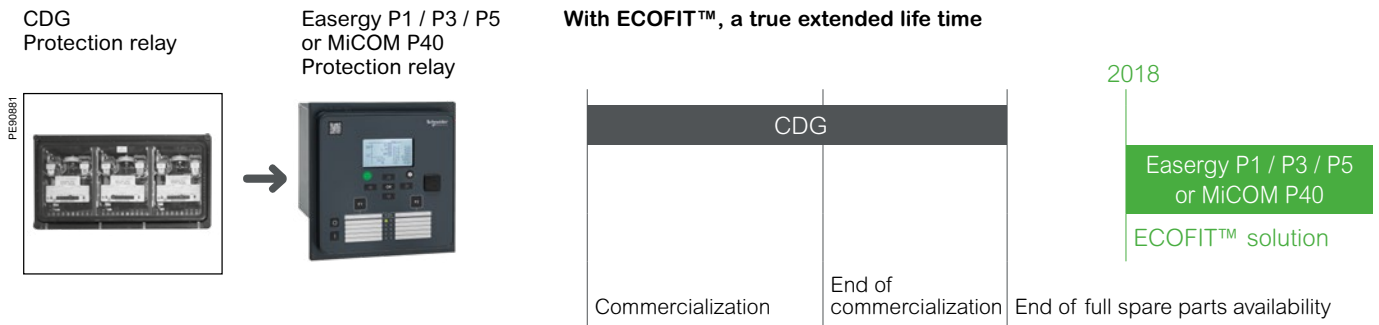 CDG
Protection relay
Easergy P1 / P3 / P5
or MiCOM P40
Protection relay
PE90881
With ECOFIT™, a true extended life time
2018
CDG
Easergy P1 / P3 / P5
or MiCOM P40
ECOFIT™ solution
Commercialization
End of
commercialization
End of full spare parts availability